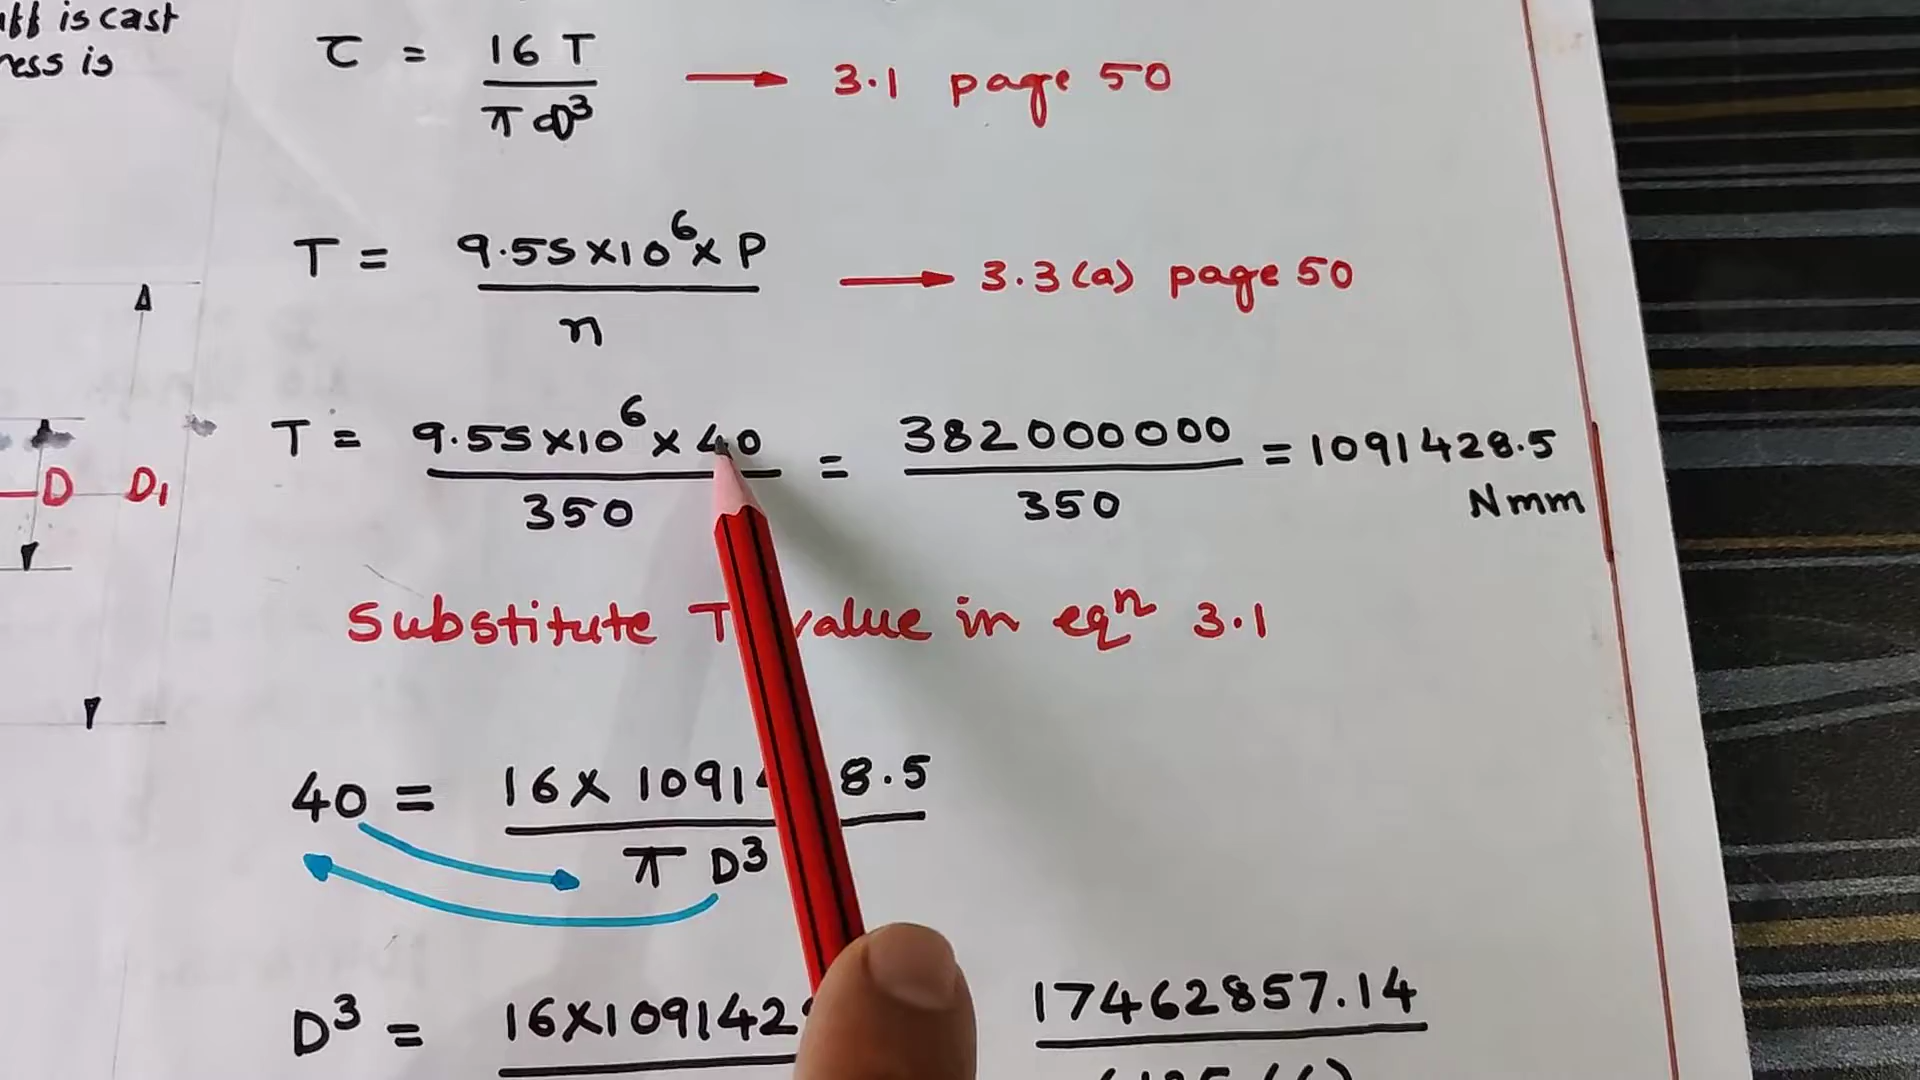 is cast
is
τ = 16 T / π D³ → 3.1 page 50
T = 9.55×10⁶× P / n → 3.3(a) page 50
T = 9.55×10⁶×40 / 350 = 382000000 / 350 = 1091428.5
Nmm
D D₁
Substitute T value in eqⁿ 3.1
40 = 16× 1091 8.5 / π D³
D³ = 16×109142 17462857.14